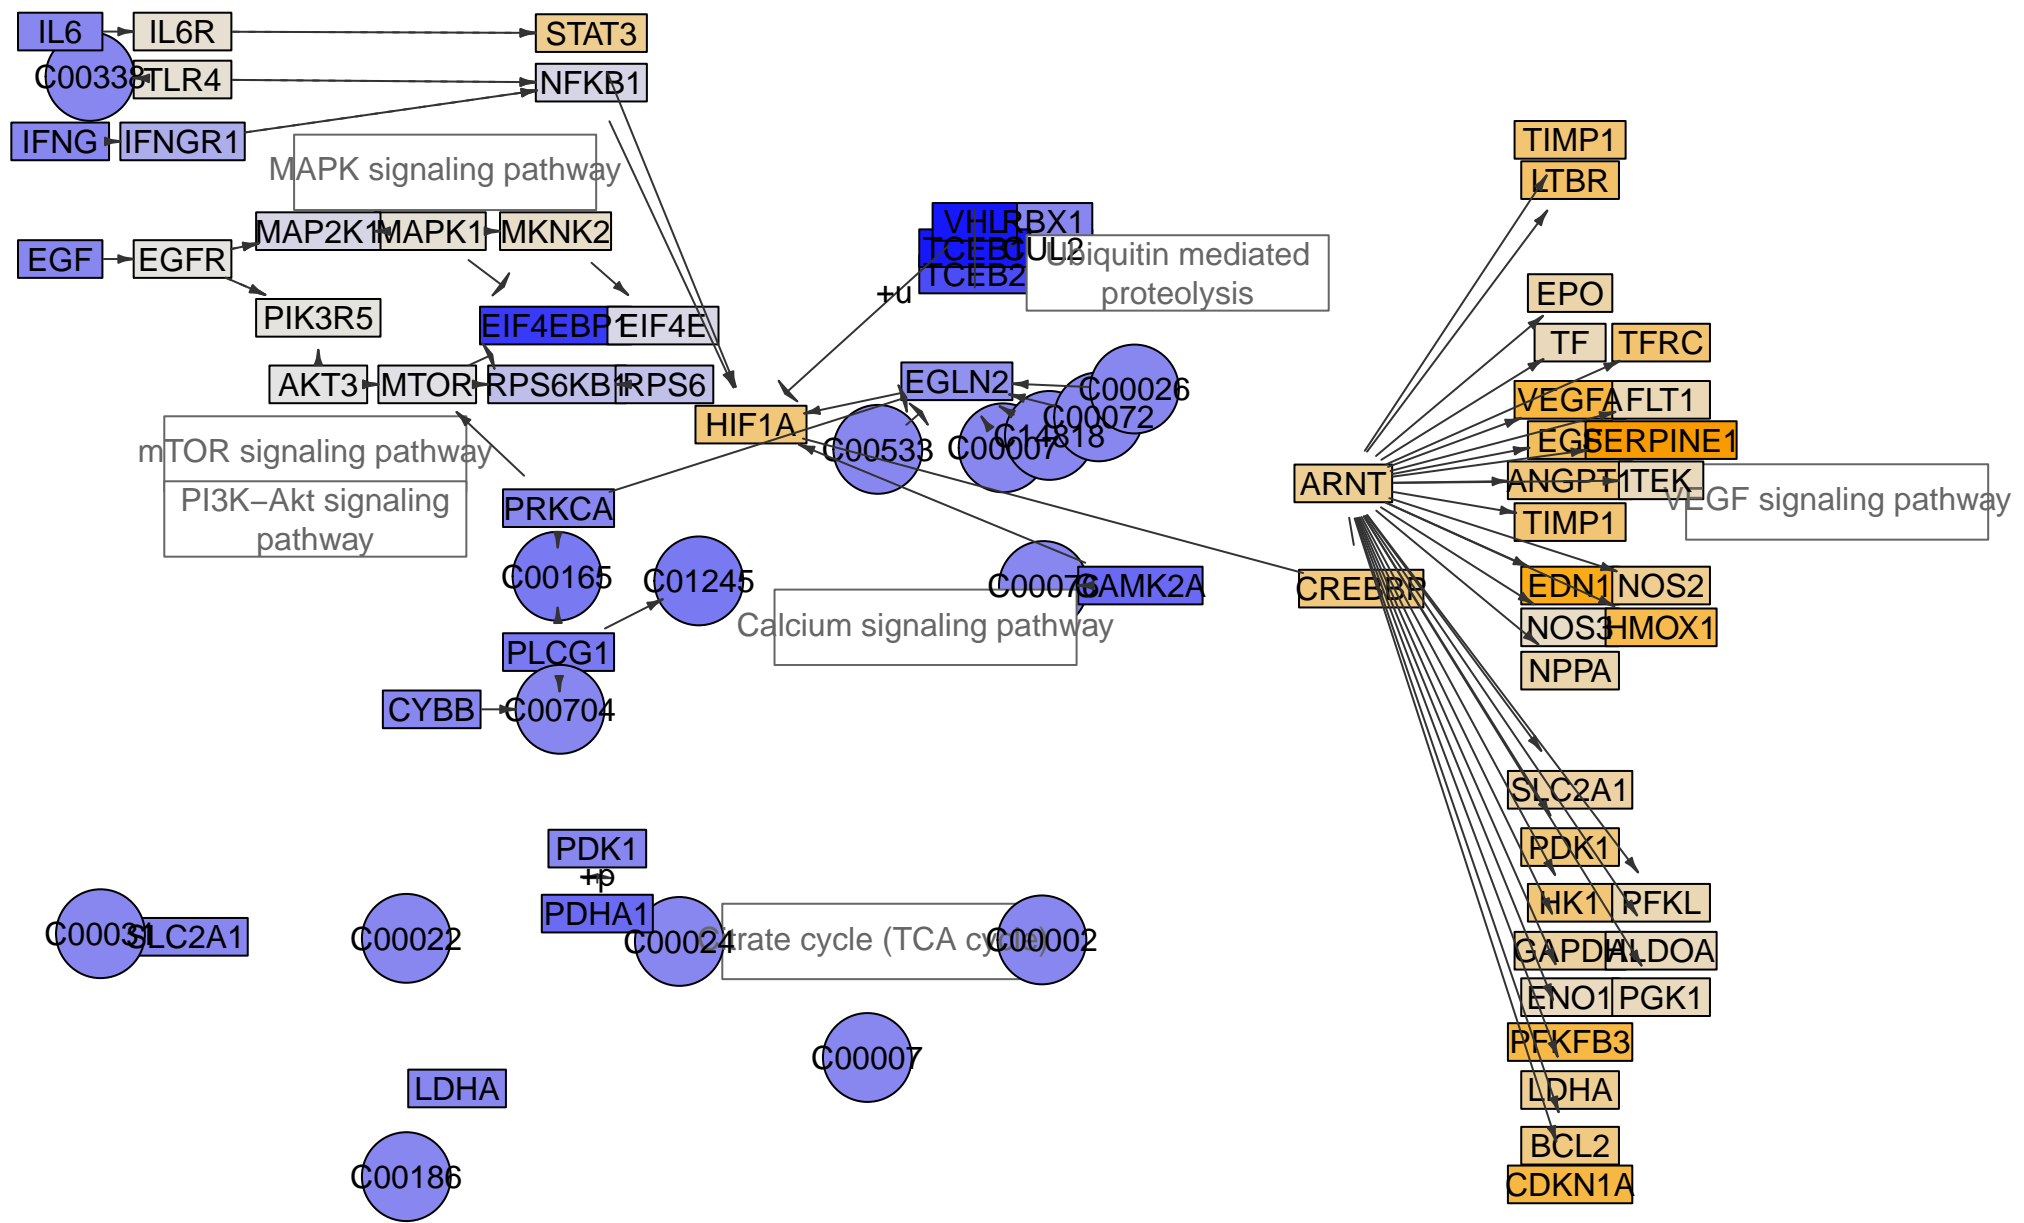 IL6
IL6R
STAT3
C00338
TLR4
NFKB1
IFNG
IFNGR1
MAPK signaling pathway
MAP2K1
MAPK1
MKNK2
EGF
EGFR
PIK3R5
EIF4EBP1
EIF4E
AKT3
MTOR
RPS6KB1
RPS6
VHL
RBX1
TCEB1
CUL2
TCEB2
Ubiquitin mediated
proteolysis
+u
EGLN2
C00026
C00072
C14818
C00007
C00533
HIF1A
mTOR signaling pathway
PI3K−Akt signaling
pathway
PRKCA
C00165
C01245
PLCG1
CYBB
C00704
C00076
CAMK2A
Calcium signaling pathway
ARNT
CREBBP
TIMP1
LTBR
EPO
TF
TFRC
VEGFA
FLT1
EGF
SERPINE1
ANGPT1
TEK
VEGF signaling pathway
TIMP1
EDN1
NOS2
NOS3
HMOX1
NPPA
SLC2A1
PDK1
HK1
PFKL
GAPDH
ALDOA
ENO1
PGK1
PFKFB3
LDHA
BCL2
CDKN1A
PDK1
+p
PDHA1
C00031
SLC2A1
C00022
C00024
Citrate cycle (TCA cycle)
C00002
C00007
LDHA
C00186